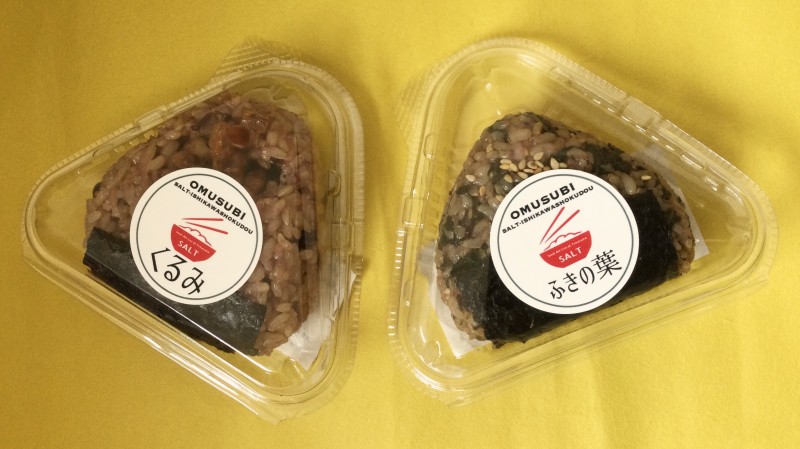 OMUSUBI
SALT-ISHIKAWASHOKUDOU
SALT
くるみ
OMUSUBI
SALT-ISHIKAWASHOKUDOU
SALT
ふきの葉